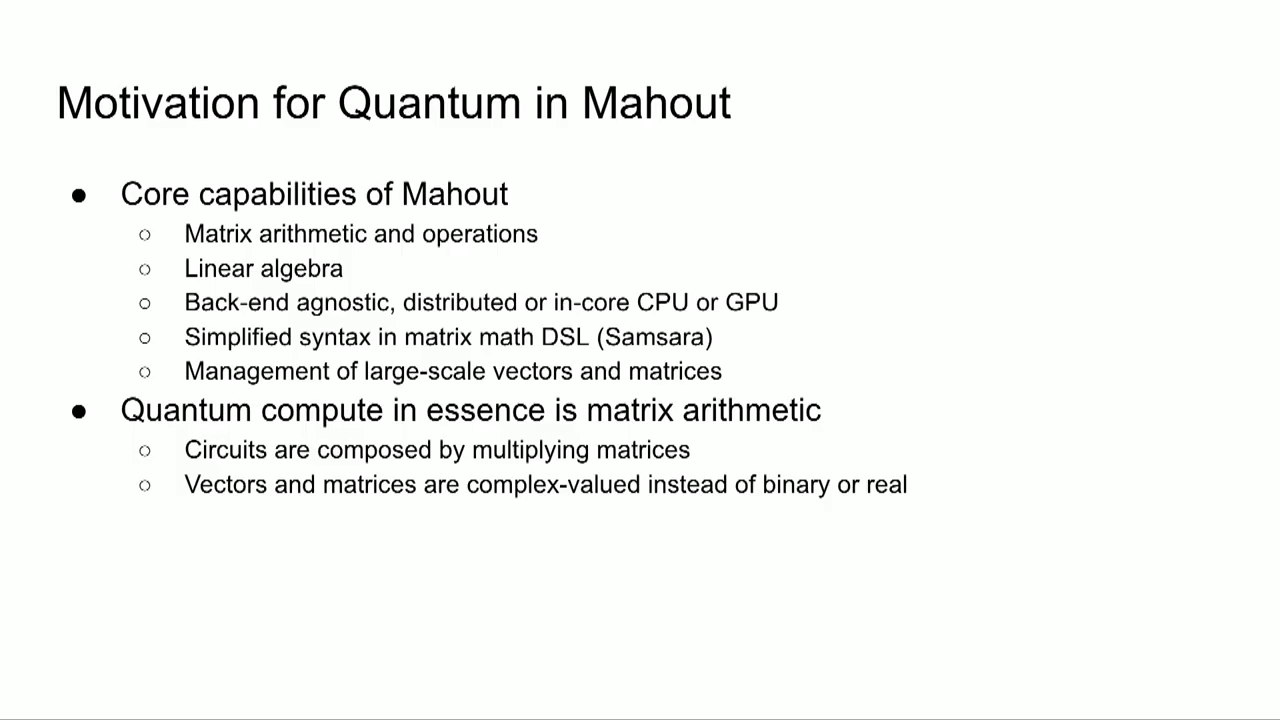 Motivation for Quantum in Mahout
● Core capabilities of Mahout
○ Matrix arithmetic and operations
○ Linear algebra
○ Back-end agnostic, distributed or in-core CPU or GPU
○ Simplified syntax in matrix math DSL (Samsara)
○ Management of large-scale vectors and matrices
● Quantum compute in essence is matrix arithmetic
○ Circuits are composed by multiplying matrices
○ Vectors and matrices are complex-valued instead of binary or real